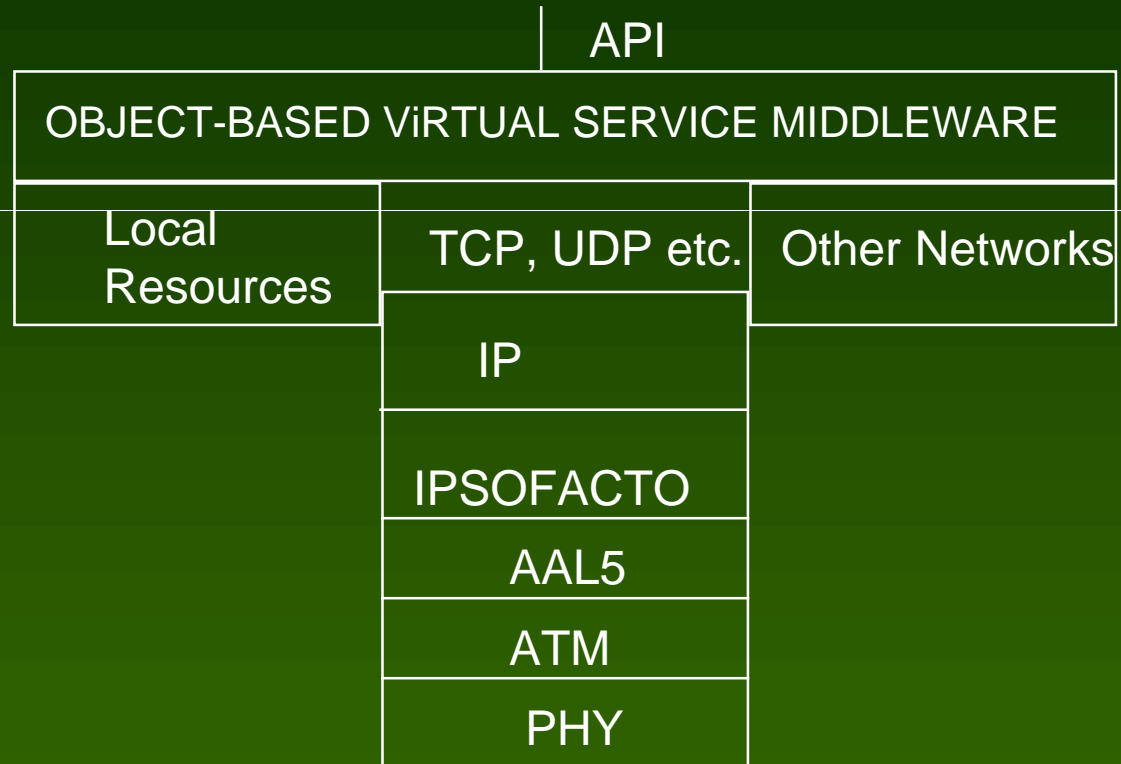 API
OBJECT-BASED ViRTUAL SERVICE MIDDLEWARE
Local
Resources
TCP, UDP etc.
Other Networks
IP
IPSOFACTO
AAL5
ATM
PHY